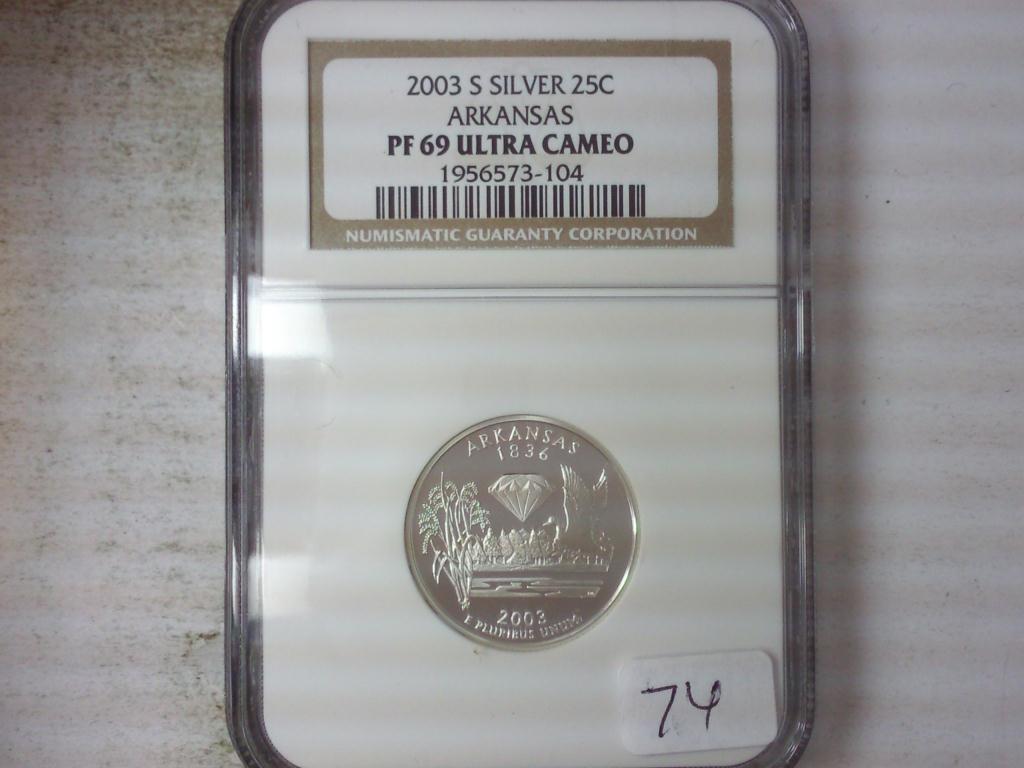 2003 S SILVER 25C
ARKANSAS
PF 69 ULTRA CAMEO
1956573-104
NUMISMATIC GUARANTY CORPORATION
ARKANSAS
1836
2003
E PLURIBUS UNUM
74